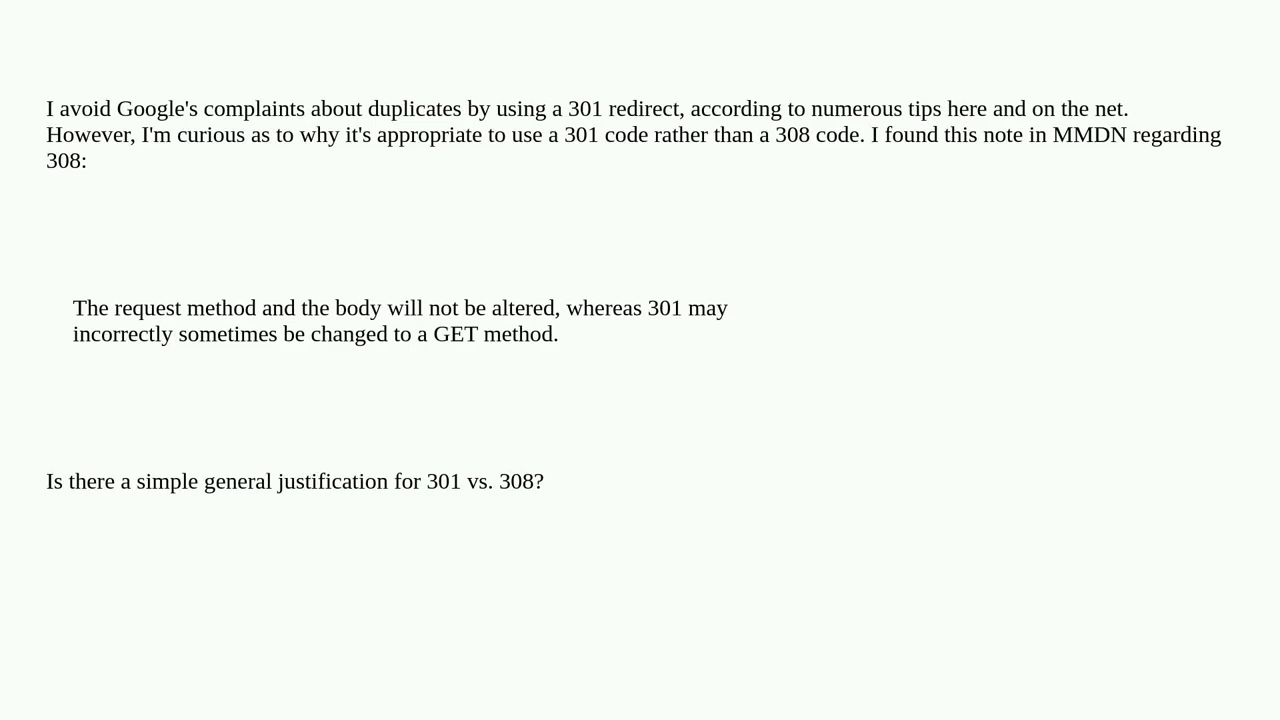 I avoid Google's complaints about duplicates by using a 301 redirect, according to numerous tips here and on the net.
However, I'm curious as to why it's appropriate to use a 301 code rather than a 308 code. I found this note in MMDN regarding
308:
The request method and the body will not be altered, whereas 301 may
incorrectly sometimes be changed to a GET method.
Is there a simple general justification for 301 vs. 308?